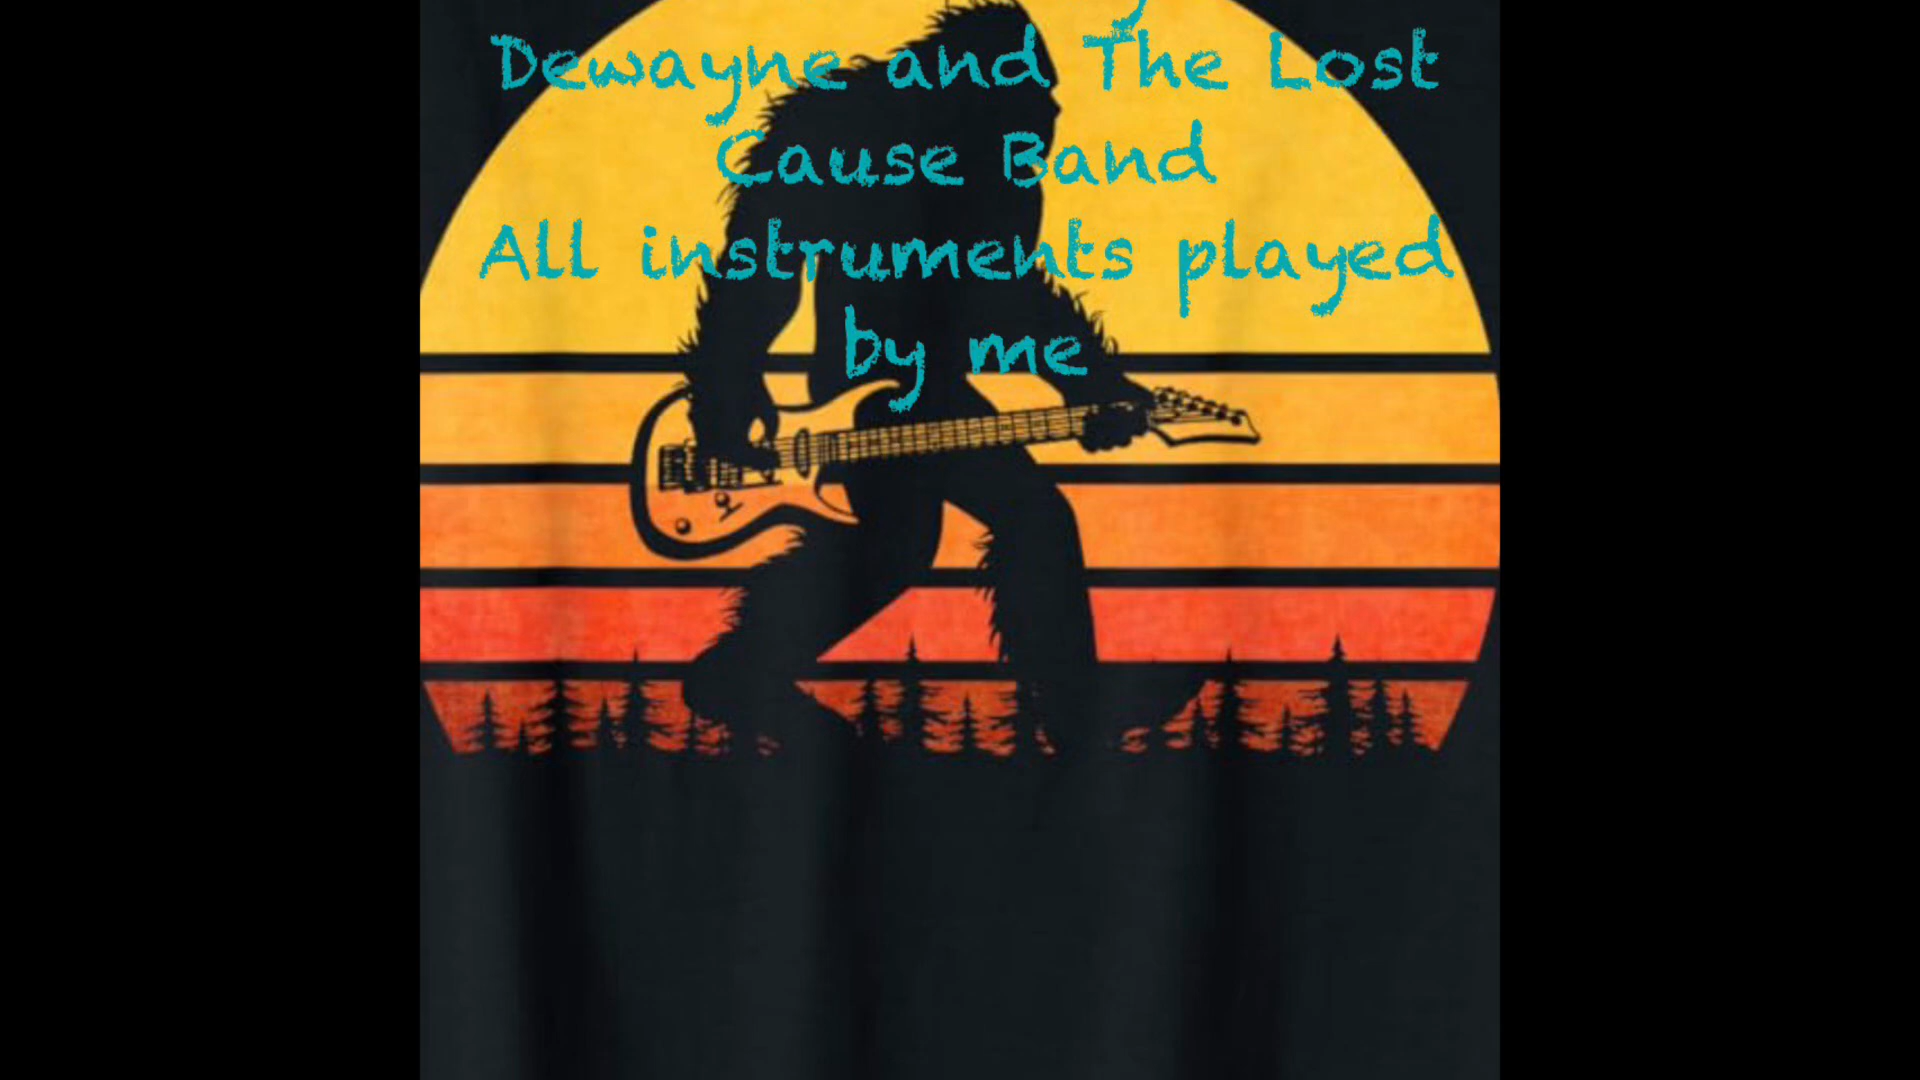 Dewayne and The Lost
Cause Band
All instruments played
by me